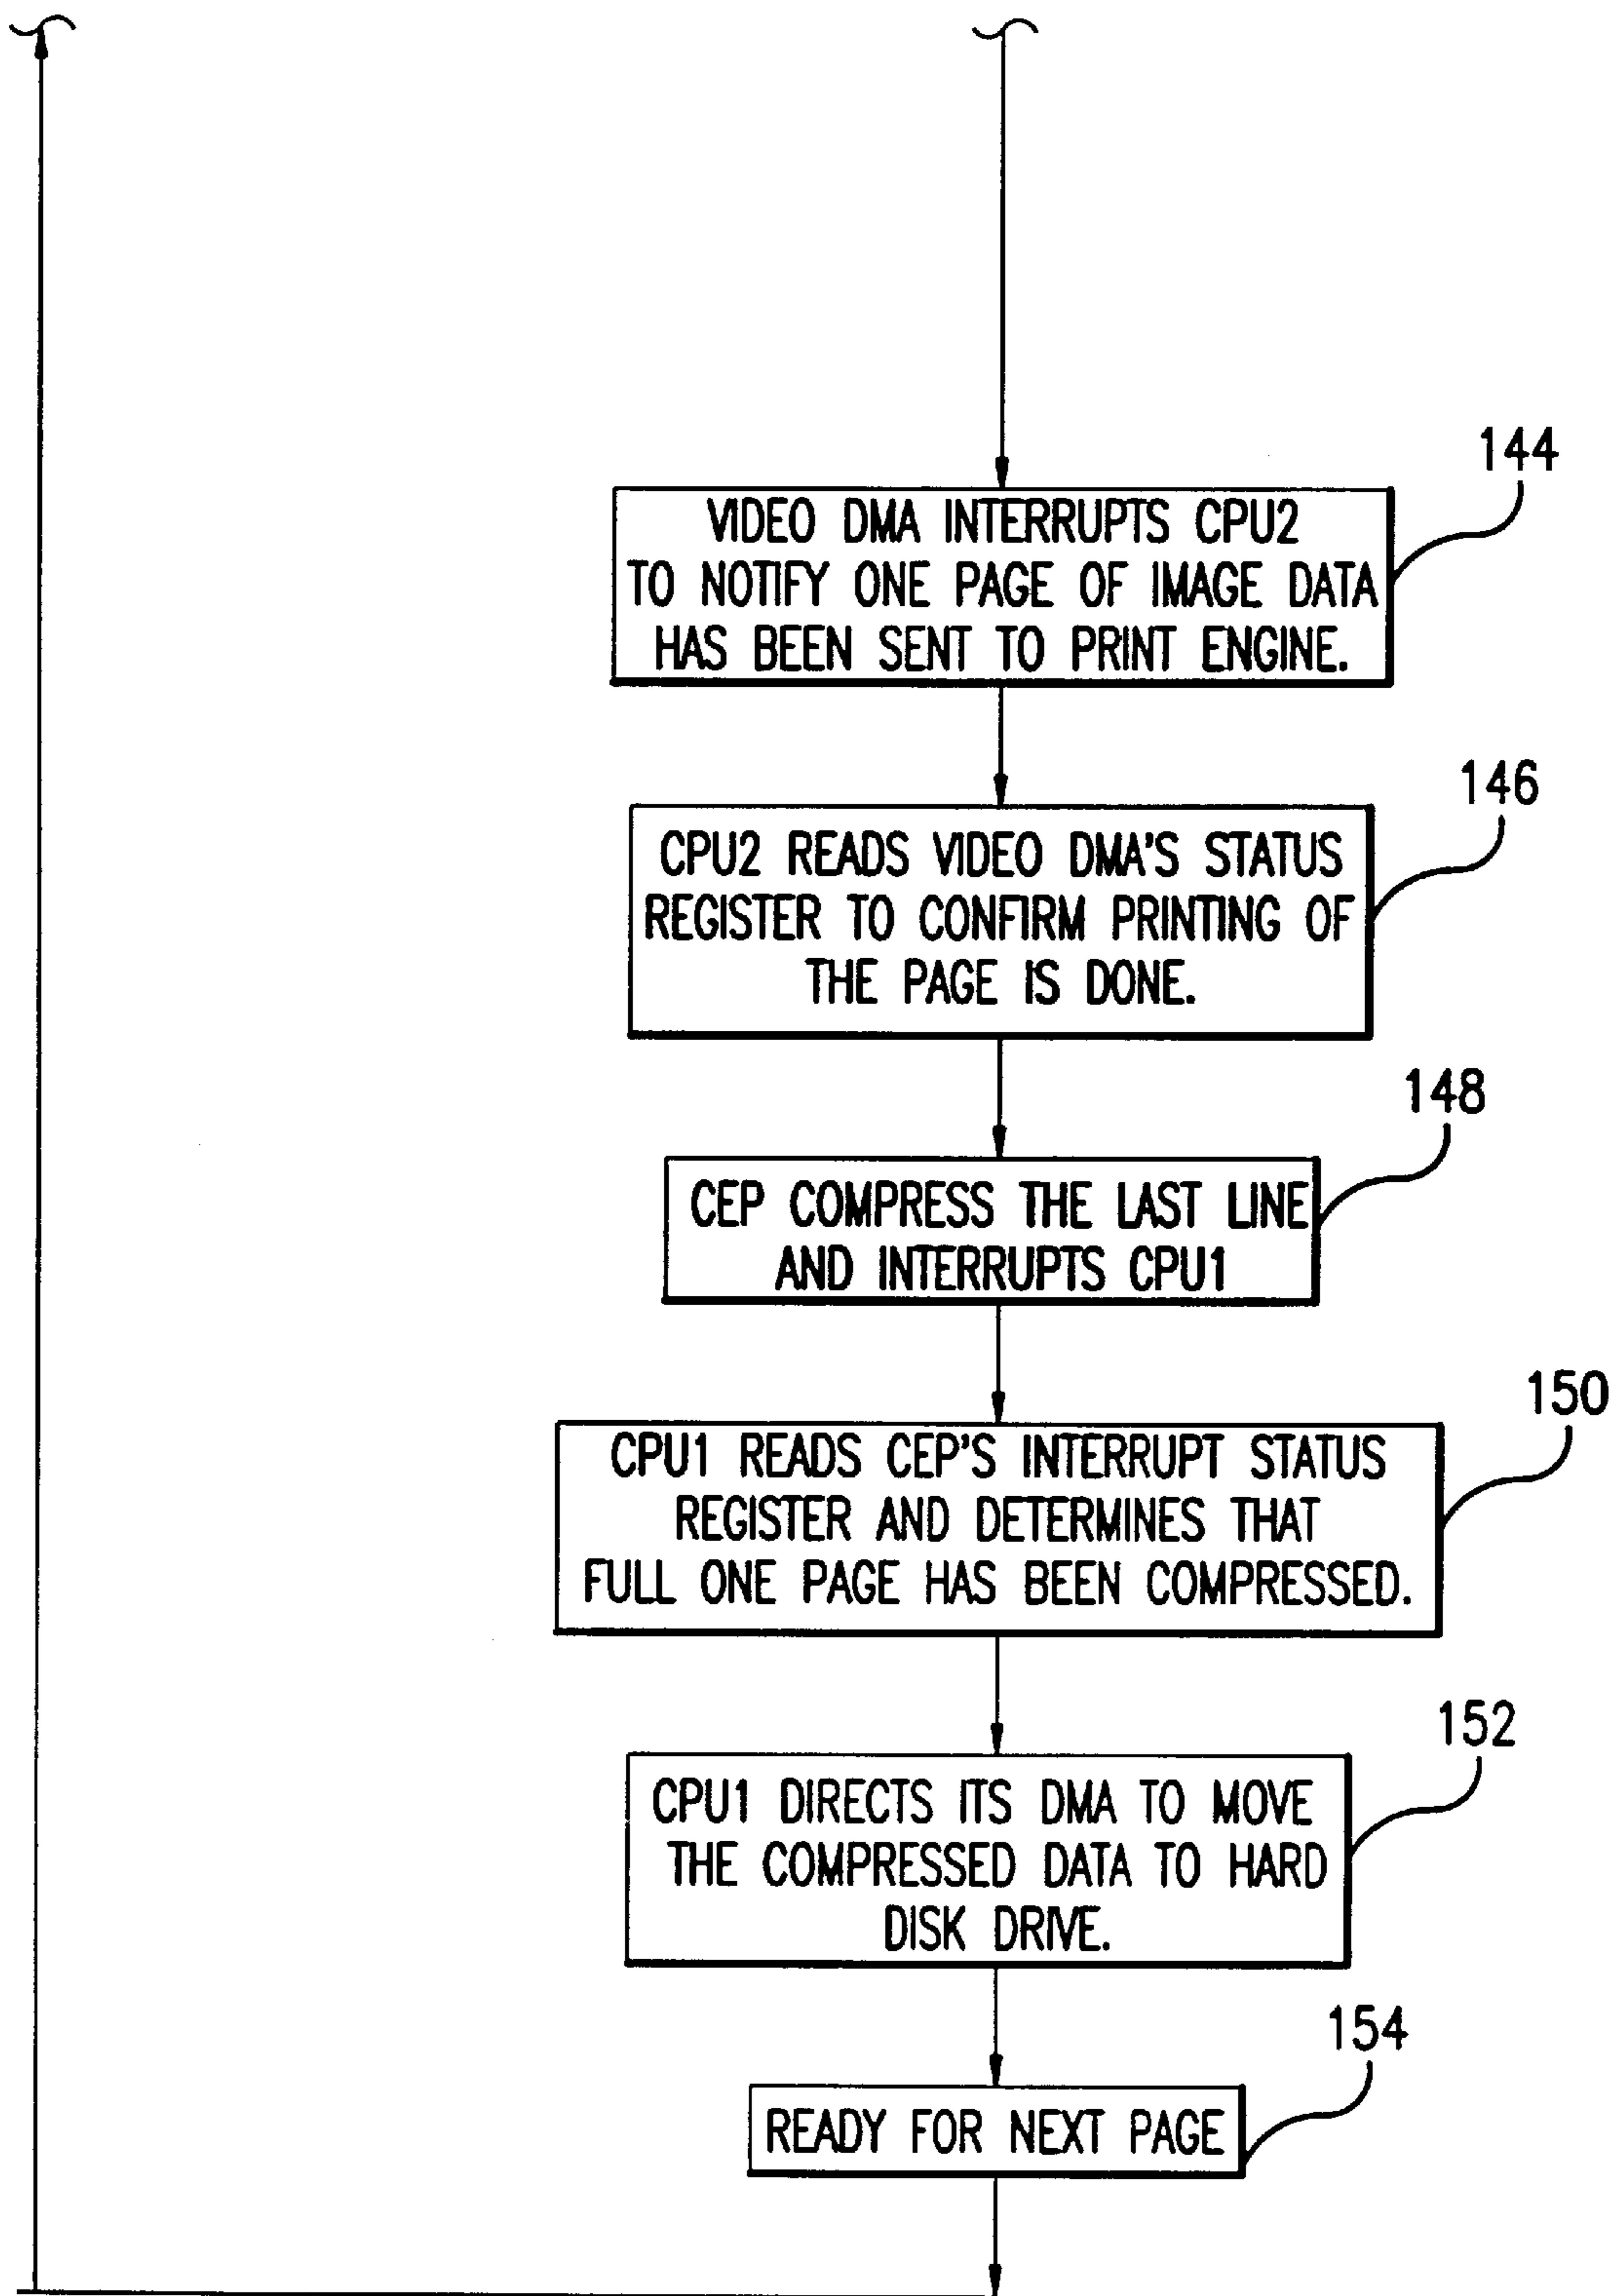 144
VIDEO DMA INTERRUPTS CPU2
TO NOTIFY ONE PAGE OF IMAGE DATA
HAS BEEN SENT TO PRINT ENGINE.
146
CPU2 READS VIDEO DMA'S STATUS
REGISTER TO CONFIRM PRINTING OF
THE PAGE IS DONE.
148
CEP COMPRESS THE LAST LINE
AND INTERRUPTS CPU1
150
CPU1 READS CEP'S INTERRUPT STATUS
REGISTER AND DETERMINES THAT
FULL ONE PAGE HAS BEEN COMPRESSED.
152
CPU1 DIRECTS ITS DMA TO MOVE
THE COMPRESSED DATA TO HARD
DISK DRIVE.
154
READY FOR NEXT PAGE